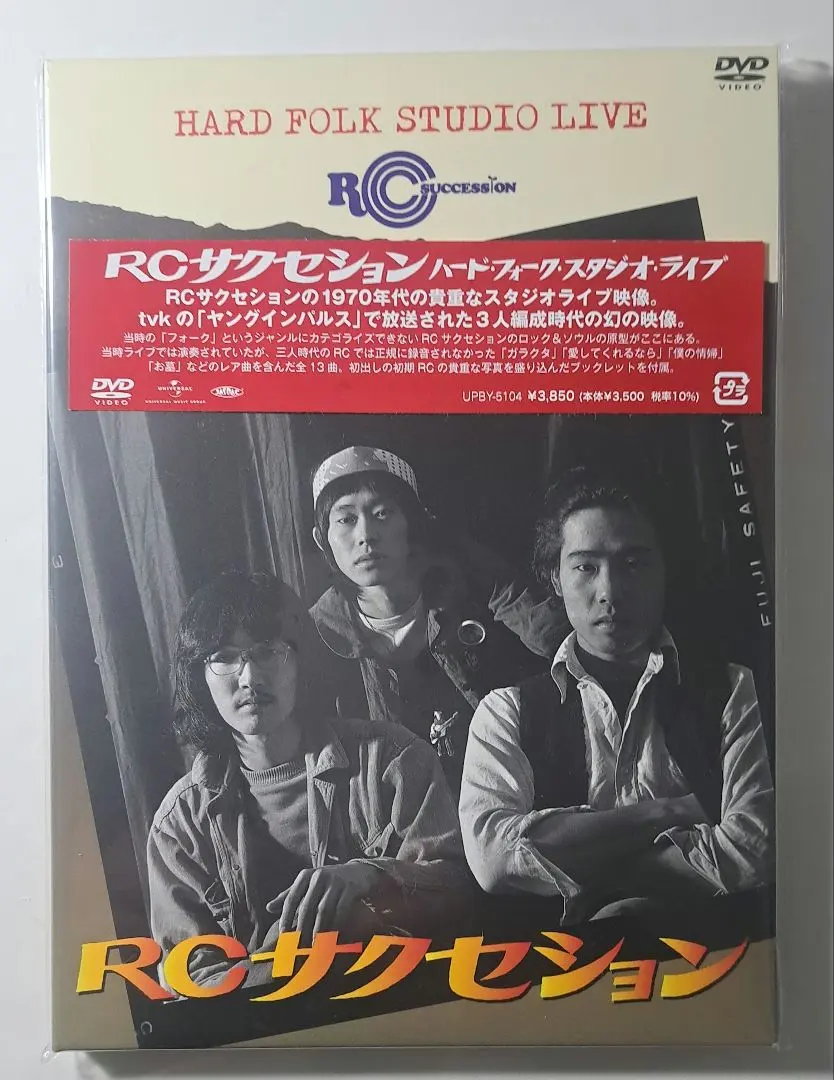 DVD
VIDEO
HARD FOLK STUDIO LIVE
RC SUCCESSION
RCサクセション ハード・フォーク・スタジオ・ライブ
RCサクセションの1970年代の貴重なスタジオライブ映像。
tvkの「ヤングインパルス」で放送された3人編成時代の幻の映像。
当時の「フォーク」というジャンルにカテゴライズできないRCサクセションのロック&ソウルの原型がここにある。
当時ライブでは演奏されていたが、三人時代のRCでは正規に録音されなかった「ガラクタ」「愛してくれるなら」「僕の情婦」
「お墓」などのレア曲を含んだ全13曲、初出しの初期RCの貴重な写真を盛り込んだブックレットを付属。
DVD
VIDEO
UNIVERSAL
UNIVERSAL MUSIC GROUP
UPBY-5104 ¥3,850 (本体¥3,500 税率10%)
プラ
FUJI SAFETY
RCサクセション